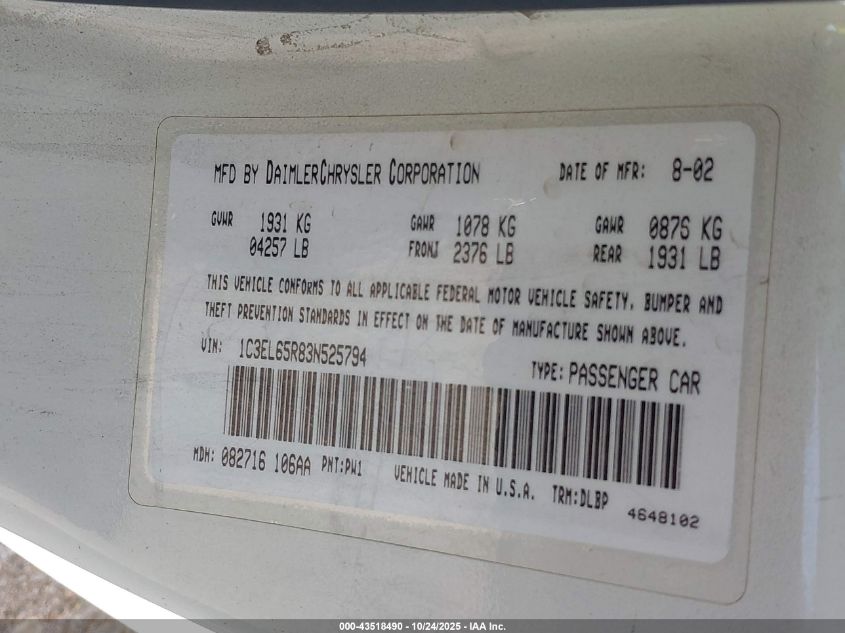 MFD BY DAIMLERCHRYSLER CORPORATION DATE OF MFR: 8-02
GVWR 1931 KG GAWR 1078 KG GAWR 0876 KG
04257 LB FRONT 2376 LB REAR 1931 LB
THIS VEHICLE CONFORMS TO ALL APPLICABLE FEDERAL MOTOR VEHICLE SAFETY, BUMPER AND
THEFT PREVENTION STANDARDS IN EFFECT ON THE DATE OF MANUFACTURE SHOWN ABOVE.
VIN: 1C3EL65R83N525794 TYPE: PASSENGER CAR
MDH: 082716 106AA PNT:PW1 VEHICLE MADE IN U.S.A. TRM:DLBP 4648102
000-43518490 - 10/24/2025 - IAA Inc.